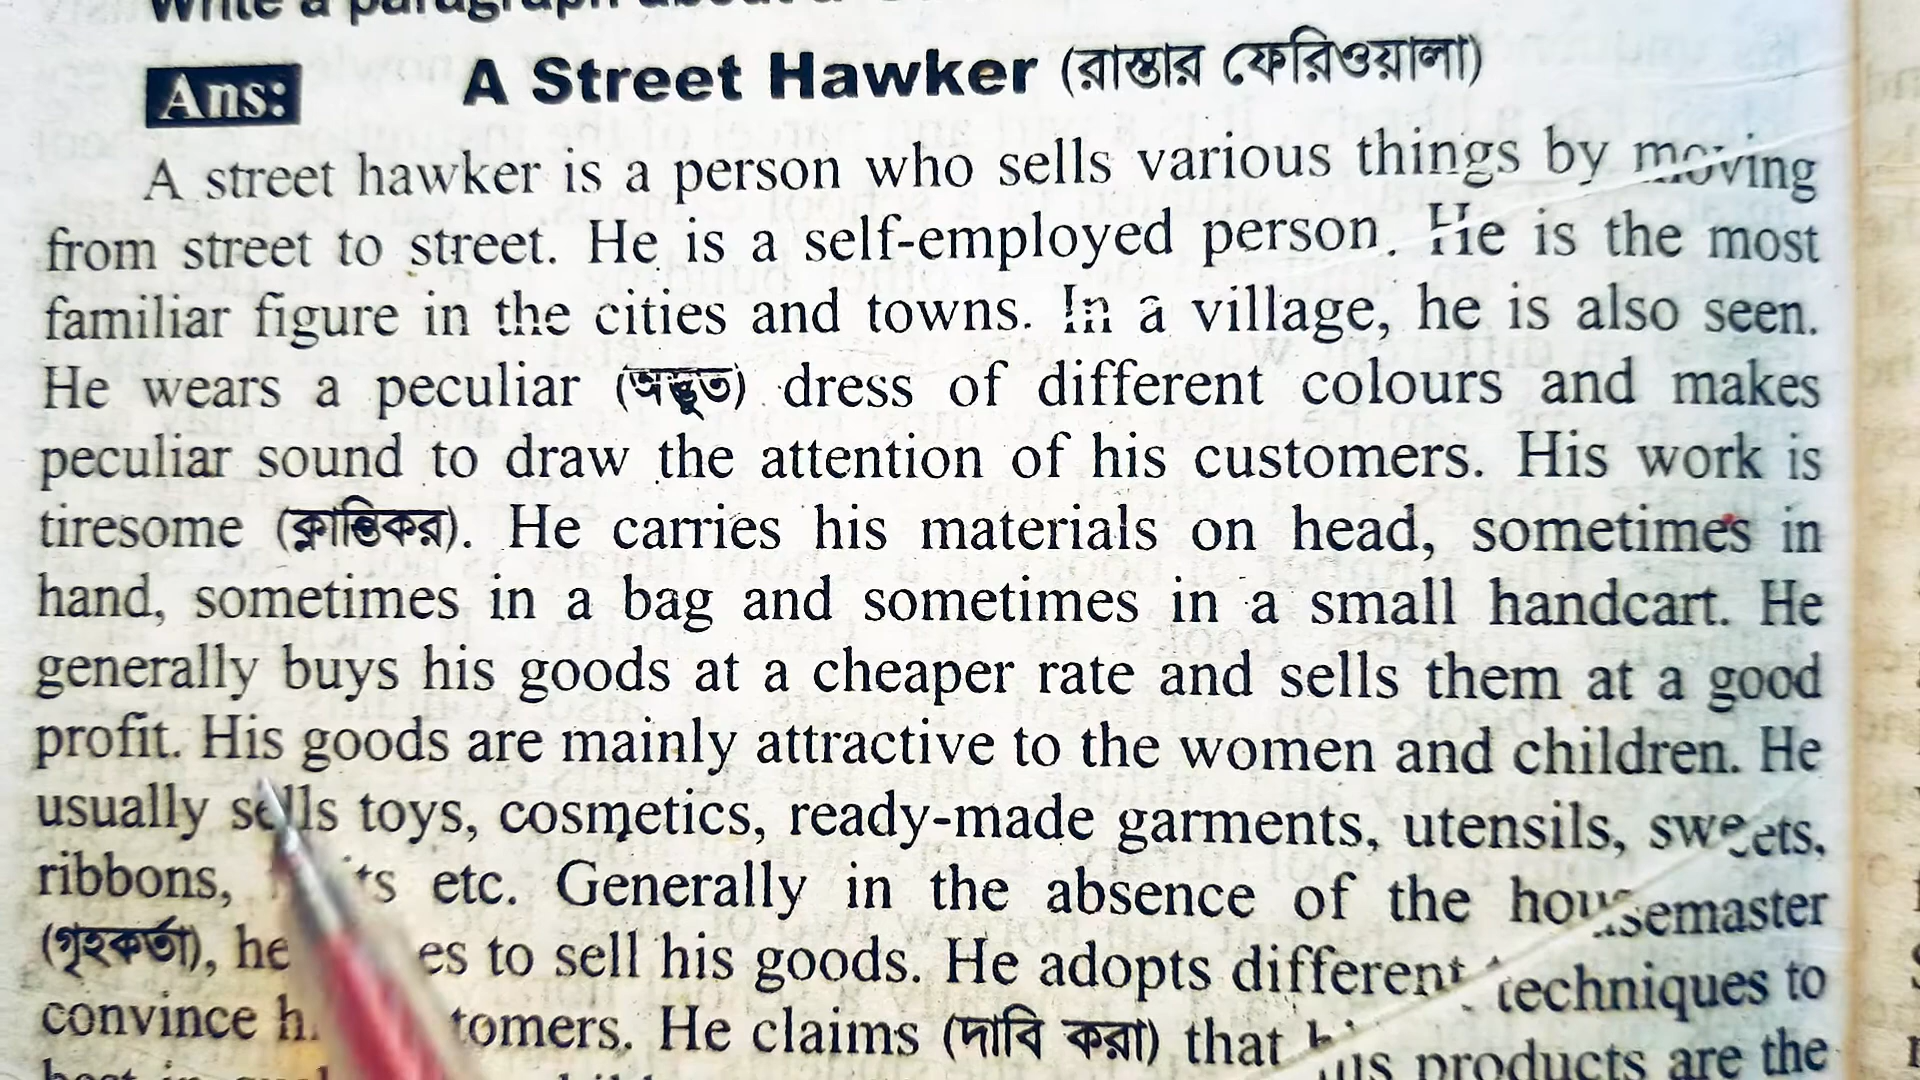 Write a paragraph about a
Ans: A Street Hawker (রাস্তার ফেরিওয়ালা)
A street hawker is a person who sells various things by moving
from street to street. He is a self-employed person. He is the most
familiar figure in the cities and towns. In a village, he is also seen.
He wears a peculiar (অদ্ভুত) dress of different colours and makes
peculiar sound to draw the attention of his customers. His work is
tiresome (ক্লান্তিকর). He carries his materials on head, sometimes in
hand, sometimes in a bag and sometimes in a small handcart. He
generally buys his goods at a cheaper rate and sells them at a good
profit. His goods are mainly attractive to the women and children. He
usually sells toys, cosmetics, ready-made garments, utensils, sweets,
ribbons, etc. Generally in the absence of the housemaster
(গৃহকর্তা), he to sell his goods. He adopts different techniques to
convince He claims (দাবি করা) that his products are the